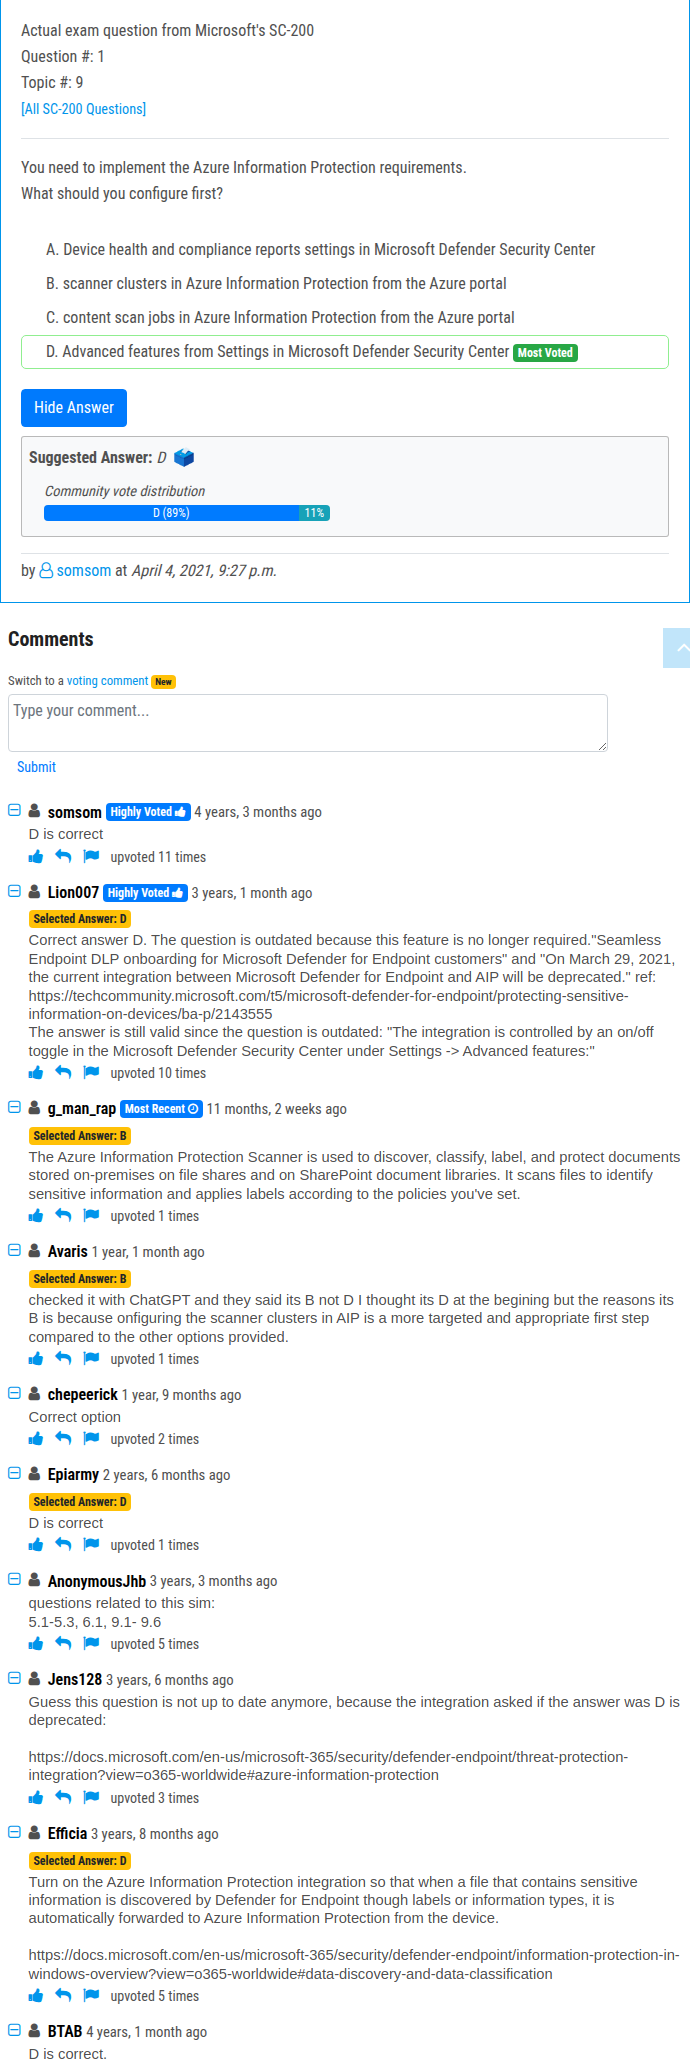 Actual exam question from Microsoft's SC-200
Question #: 1
Topic #: 9
[All SC-200 Questions]
You need to implement the Azure Information Protection requirements.
What should you configure first?
A. Device health and compliance reports settings in Microsoft Defender Security Center
B. scanner clusters in Azure Information Protection from the Azure portal
C. content scan jobs in Azure Information Protection from the Azure portal
D. Advanced features from Settings in Microsoft Defender Security Center Most Voted
Hide Answer
Suggested Answer: D
Community vote distribution
D (89%) 11%
by somsom at April 4, 2021, 9:27 p.m.
Comments
Switch to a voting comment New
Type your comment...
Submit
somsom Highly Voted 4 years, 3 months ago
D is correct
upvoted 11 times
Lion007 Highly Voted 3 years, 1 month ago
Selected Answer: D
Correct answer D. The question is outdated because this feature is no longer required."Seamless
Endpoint DLP onboarding for Microsoft Defender for Endpoint customers" and "On March 29, 2021,
the current integration between Microsoft Defender for Endpoint and AIP will be deprecated." ref:
https://techcommunity.microsoft.com/t5/microsoft-defender-for-endpoint/protecting-sensitive-
information-on-devices/ba-p/2143555
The answer is still valid since the question is outdated: "The integration is controlled by an on/off
toggle in the Microsoft Defender Security Center under Settings -> Advanced features:"
upvoted 10 times
g_man_rap Most Recent 11 months, 2 weeks ago
Selected Answer: B
The Azure Information Protection Scanner is used to discover, classify, label, and protect documents
stored on-premises on file shares and on SharePoint document libraries. It scans files to identify
sensitive information and applies labels according to the policies you've set.
upvoted 1 times
Avaris 1 year, 1 month ago
Selected Answer: B
checked it with ChatGPT and they said its B not D I thought its D at the begining but the reasons its
B is because onfiguring the scanner clusters in AIP is a more targeted and appropriate first step
compared to the other options provided.
upvoted 1 times
chepeerick 1 year, 9 months ago
Correct option
upvoted 2 times
Epiarmy 2 years, 6 months ago
Selected Answer: D
D is correct
upvoted 1 times
AnonymousJhb 3 years, 3 months ago
questions related to this sim:
5.1-5.3, 6.1, 9.1- 9.6
upvoted 5 times
Jens128 3 years, 6 months ago
Guess this question is not up to date anymore, because the integration asked if the answer was D is
deprecated:
https://docs.microsoft.com/en-us/microsoft-365/security/defender-endpoint/threat-protection-
integration?view=o365-worldwide#azure-information-protection
upvoted 3 times
Efficia 3 years, 8 months ago
Selected Answer: D
Turn on the Azure Information Protection integration so that when a file that contains sensitive
information is discovered by Defender for Endpoint though labels or information types, it is
automatically forwarded to Azure Information Protection from the device.
https://docs.microsoft.com/en-us/microsoft-365/security/defender-endpoint/information-protection-in-
windows-overview?view=o365-worldwide#data-discovery-and-data-classification
upvoted 5 times
BTAB 4 years, 1 month ago
D is correct.